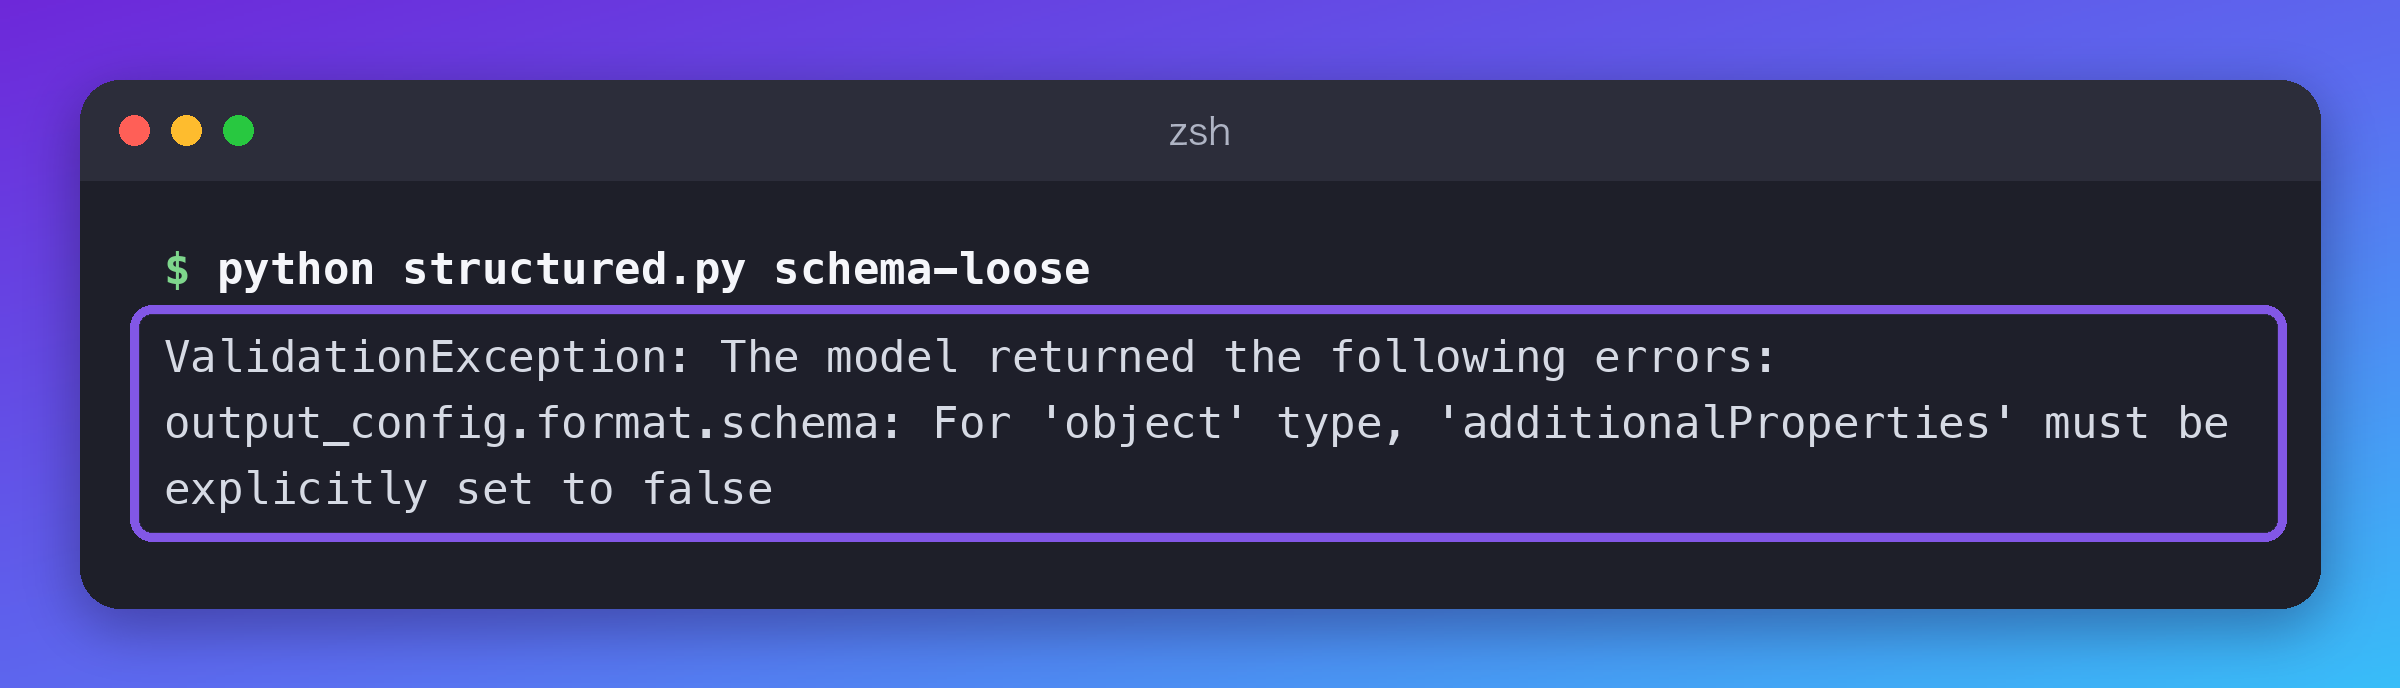 zsh
$ python structured.py schema-loose
ValidationException: The model returned the following errors:
output_config.format.schema: For 'object' type, 'additionalProperties' must be
explicitly set to false